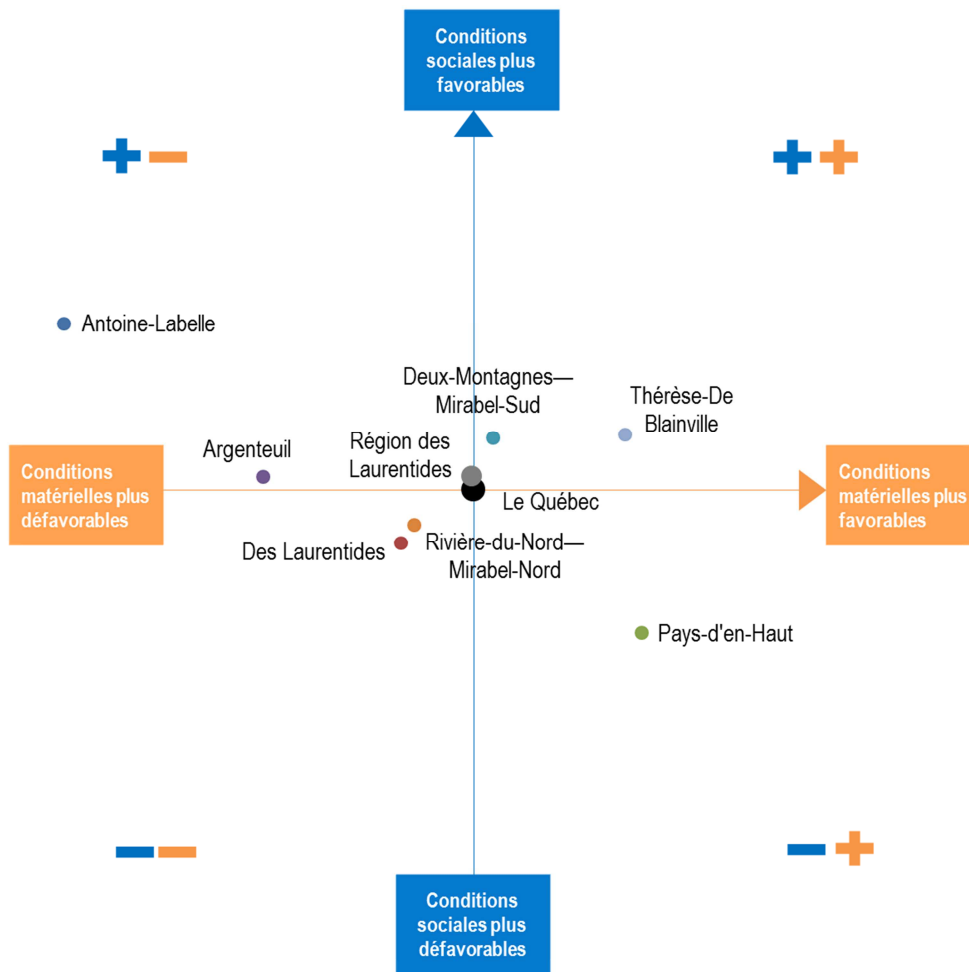 Conditions
sociales plus
favorables
Antoine-Labelle
Deux-Montagnes—
Mirabel-Sud
Thérèse-De
Blainville
Argenteuil
Région des
Laurentides
Conditions
matérielles plus
défavorables
Le Québec
Conditions
matérielles plus
favorables
Des Laurentides
Rivière-du-Nord—
Mirabel-Nord
Pays-d'en-Haut
Conditions
sociales plus
défavorables